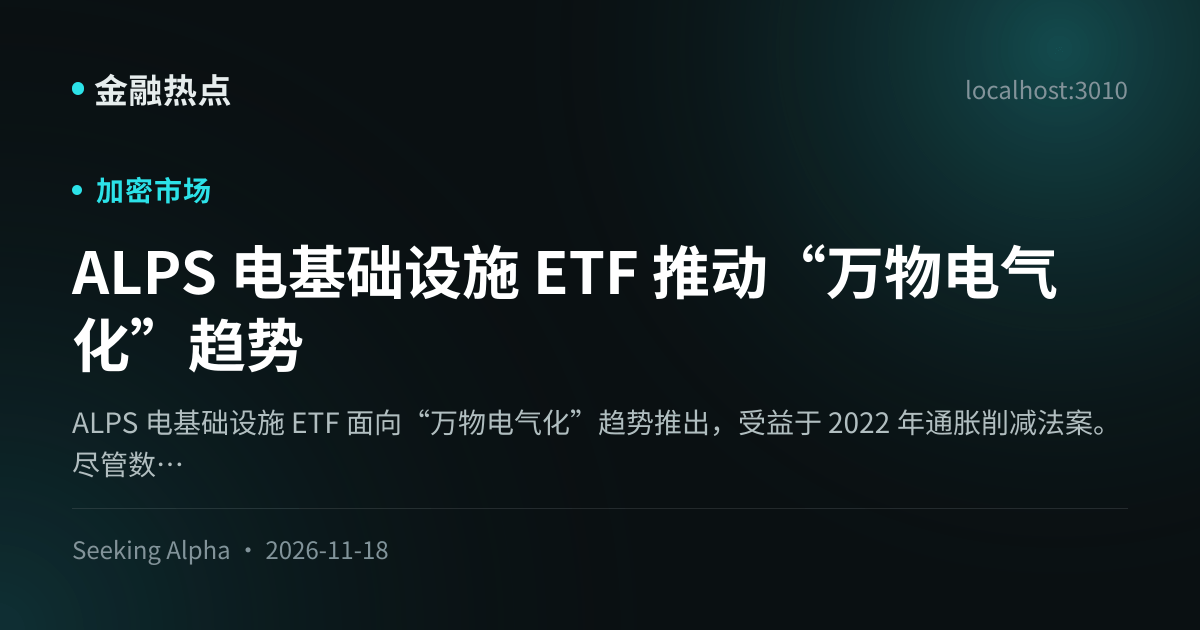 金融热点
localhost:3010
加密市场
ALPS 电基础设施 ETF 推动“万物电气
化”趋势
ALPS 电基础设施 ETF 面向“万物电气化”趋势推出，受益于 2022 年通胀削减法案。
尽管数…
Seeking Alpha · 2026-11-18